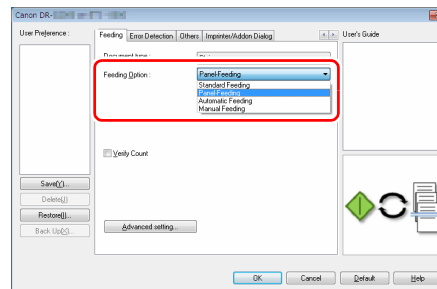 Canon DR-
User Preference :
Feeding Error Detection Others Imprinter/Addon Dialog
User's Guide
Feeding Option :
Panel-Feeding
Standard Feeding
Panel-Feeding
Automatic Feeding
Manual Feeding
Verify Count
Save(Y)...
Delete(J)
Restore(I)...
Back Up(X)...
Advanced setting...
OK Cancel Default Help